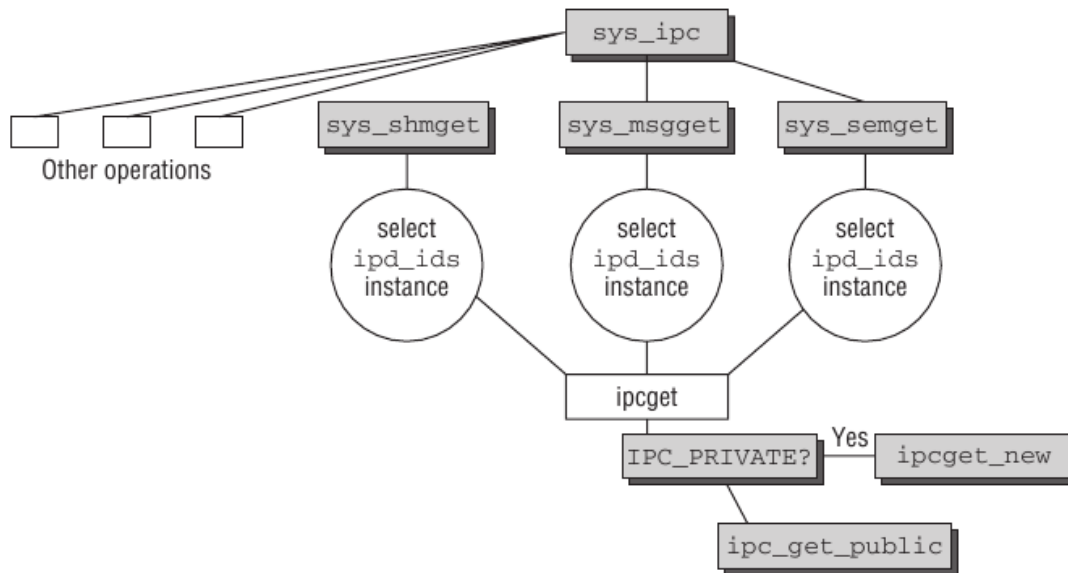 sys_ipc
sys_shmget
sys_msgget
sys_semget
Other operations
select
ipd_ids
instance
select
ipd_ids
instance
select
ipd_ids
instance
ipcget
IPC_PRIVATE?
Yes
ipcget_new
ipc_get_public